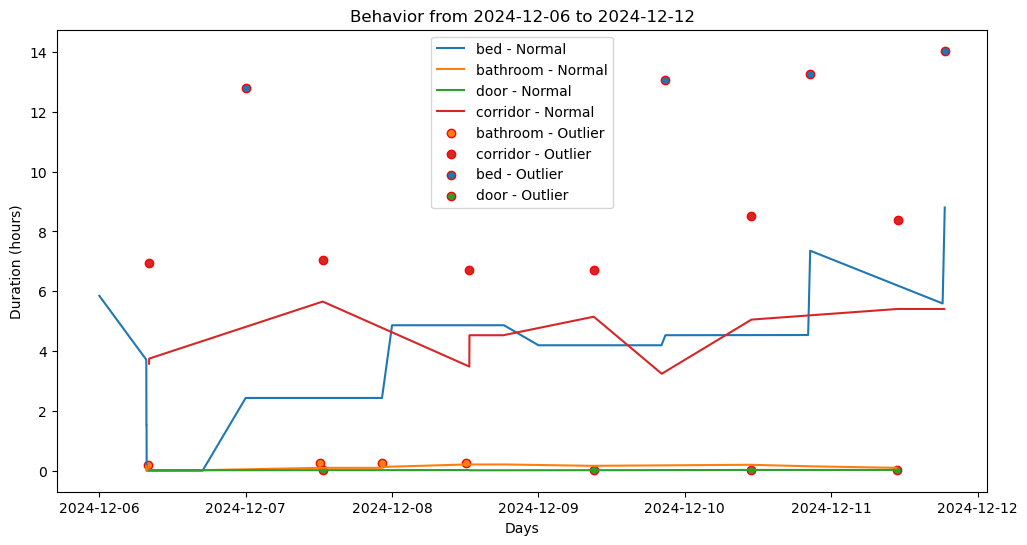 Behavior from 2024-12-06 to 2024-12-12
bed - Normal
bathroom - Normal
door - Normal
corridor - Normal
bathroom - Outlier
corridor - Outlier
bed - Outlier
door - Outlier
Duration (hours)
14
12
10
8
6
4
2
0
2024-12-06
2024-12-07
2024-12-08
2024-12-09
2024-12-10
2024-12-11
2024-12-12
Days